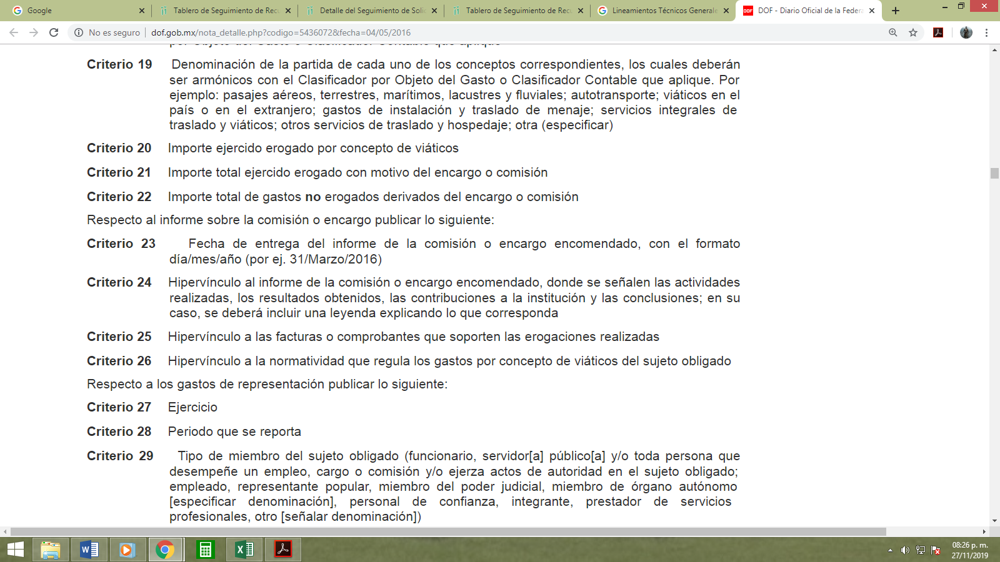 Google
Tablero de Seguimiento de Recu
Detalle del Seguimiento de Solic
Tablero de Seguimiento de Recu
Lineamientos Técnicos Generale
DOF - Diario Oficial de la Federa
No es seguro | dof.gob.mx/nota_detalle.php?codigo=5436072&fecha=04/05/2016
por Objeto del Gasto o Clasificador Contable que aplique
Criterio 19 Denominación de la partida de cada uno de los conceptos correspondientes, los cuales deberán
ser armónicos con el Clasificador por Objeto del Gasto o Clasificador Contable que aplique. Por
ejemplo: pasajes aéreos, terrestres, marítimos, lacustres y fluviales; autotransporte; viáticos en el
país o en el extranjero; gastos de instalación y traslado de menaje; servicios integrales de
traslado y viáticos; otros servicios de traslado y hospedaje; otra (especificar)
Criterio 20 Importe ejercido erogado por concepto de viáticos
Criterio 21 Importe total ejercido erogado con motivo del encargo o comisión
Criterio 22 Importe total de gastos no erogados derivados del encargo o comisión
Respecto al informe sobre la comisión o encargo publicar lo siguiente:
Criterio 23 Fecha de entrega del informe de la comisión o encargo encomendado, con el formato
día/mes/año (por ej. 31/Marzo/2016)
Criterio 24 Hipervínculo al informe de la comisión o encargo encomendado, donde se señalen las actividades
realizadas, los resultados obtenidos, las contribuciones a la institución y las conclusiones; en su
caso, se deberá incluir una leyenda explicando lo que corresponda
Criterio 25 Hipervínculo a las facturas o comprobantes que soporten las erogaciones realizadas
Criterio 26 Hipervínculo a la normatividad que regula los gastos por concepto de viáticos del sujeto obligado
Respecto a los gastos de representación publicar lo siguiente:
Criterio 27 Ejercicio
Criterio 28 Periodo que se reporta
Criterio 29 Tipo de miembro del sujeto obligado (funcionario, servidor[a] público[a] y/o toda persona que
desempeñe un empleo, cargo o comisión y/o ejerza actos de autoridad en el sujeto obligado;
empleado, representante popular, miembro del poder judicial, miembro de órgano autónomo
[especificar denominación], personal de confianza, integrante, prestador de servicios
profesionales, otro [señalar denominación])
08:26 p. m.
27/11/2019